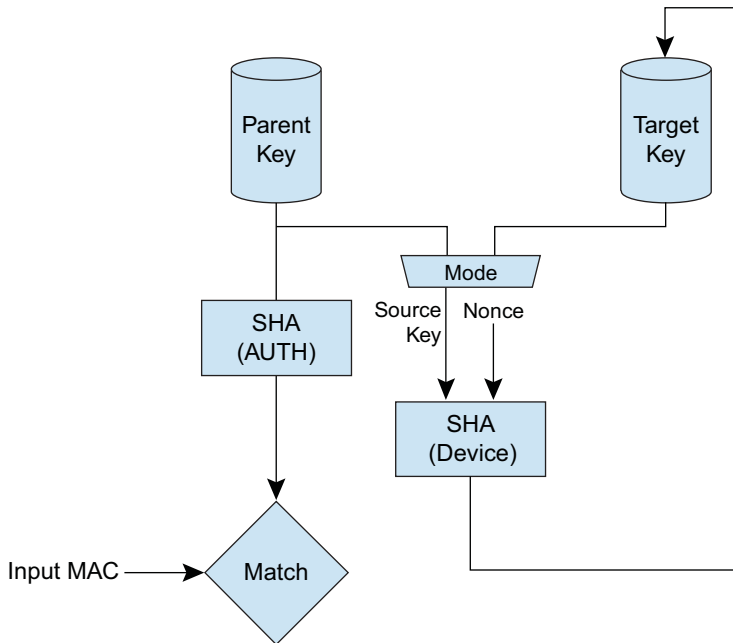 Parent
Key
Target
Key
Mode
Source
Key
Nonce
SHA
(AUTH)
SHA
(Device)
Input MAC
Match